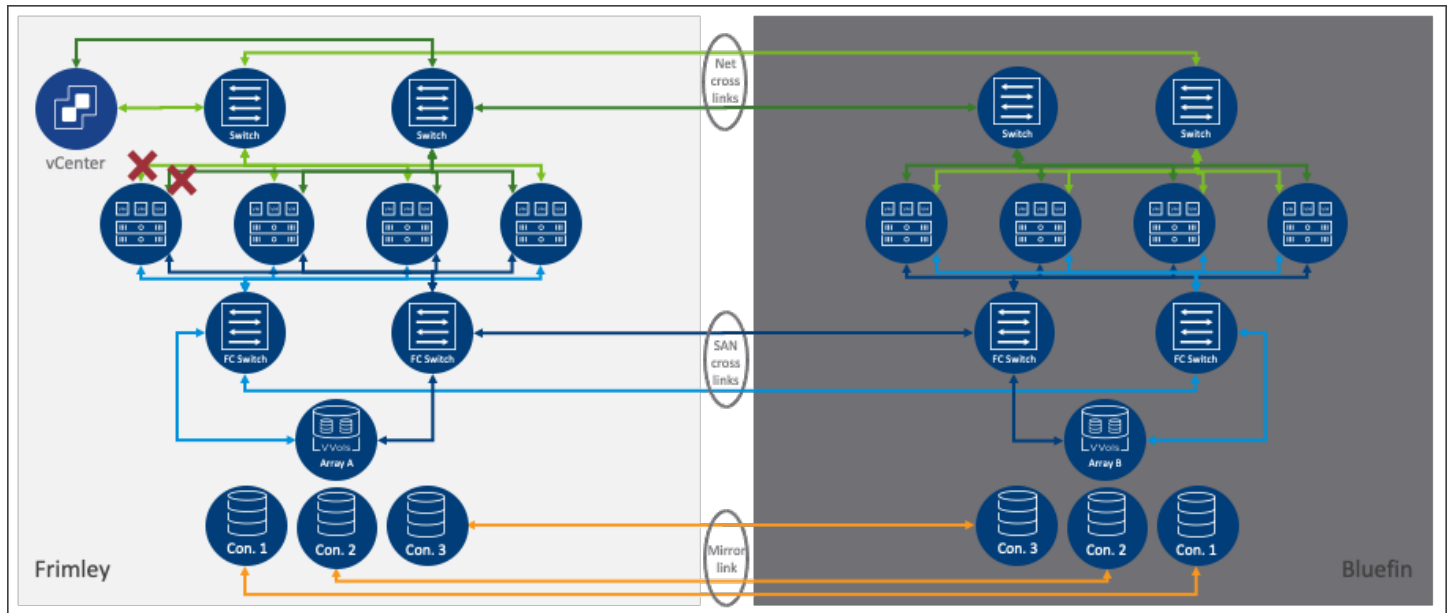 Net
cross
links
Switch
Switch
Switch
Switch
vCenter
FC Switch
FC Switch
SAN
cross
links
FC Switch
FC Switch
VVols
Array A
VVols
Array B
Con. 1
Con. 2
Con. 3
Con. 3
Con. 2
Con. 1
Mirror
link
Frimley
Bluefin